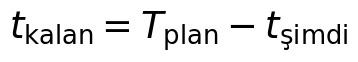 t_kalan = T_plan − t_şimdi